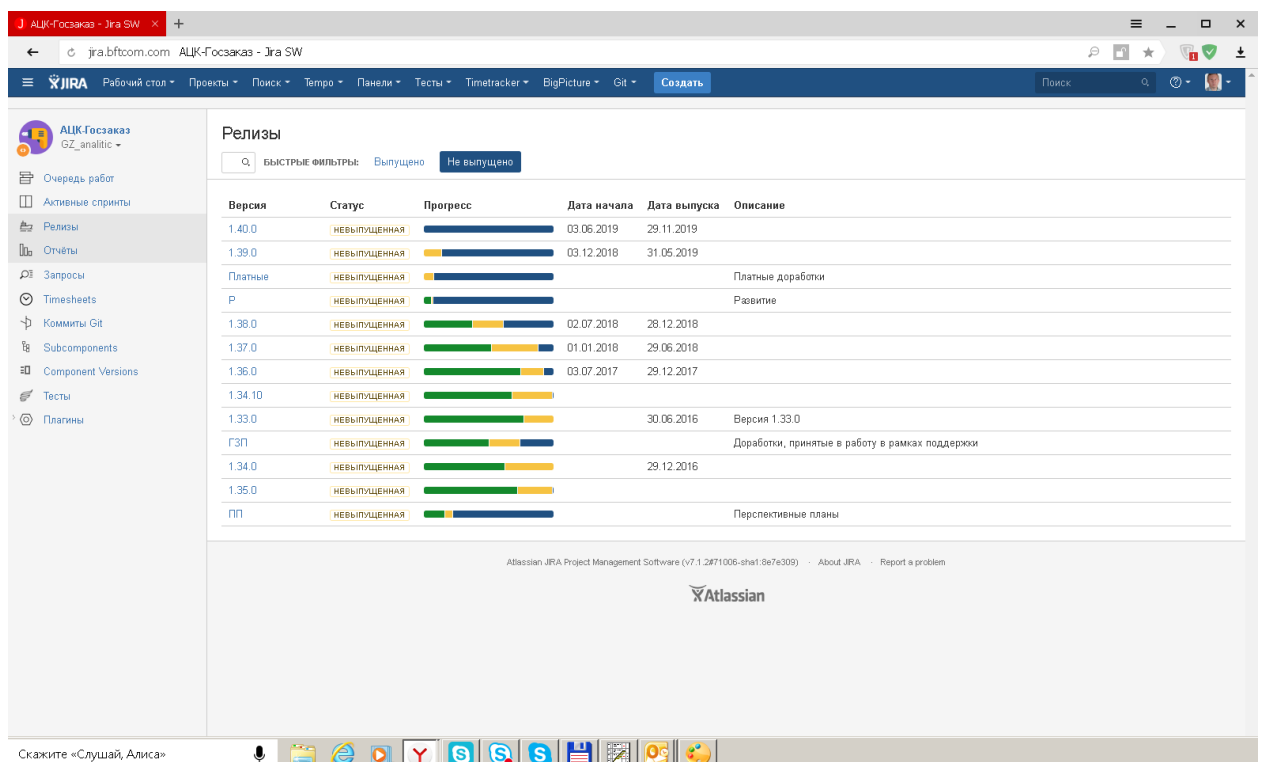 АЦК-Госзаказ - Jira SW
jira.bftcom.com АЦК-Госзаказ - Jira SW
JIRA Рабочий стол Проекты Поиск Tempo Панели Тесты Timetracker BigPicture Git Создать Поиск
АЦК-Госзаказ
GZ_analitic
Очередь работ
Активные спринты
Релизы
Отчёты
Запросы
Timesheets
Коммиты Git
Subcomponents
Component Versions
Тесты
Плагины
Релизы
БЫСТРЫЕ ФИЛЬТРЫ: Выпущено Не выпущено
Версия Статус Прогресс Дата начала Дата выпуска Описание
1.40.0 НЕВЫПУЩЕННАЯ 03.06.2019 29.11.2019
1.39.0 НЕВЫПУЩЕННАЯ 03.12.2018 31.05.2019
Платные НЕВЫПУЩЕННАЯ Платные доработки
Р НЕВЫПУЩЕННАЯ Развитие
1.38.0 НЕВЫПУЩЕННАЯ 02.07.2018 28.12.2018
1.37.0 НЕВЫПУЩЕННАЯ 01.01.2018 29.06.2018
1.36.0 НЕВЫПУЩЕННАЯ 03.07.2017 29.12.2017
1.34.10 НЕВЫПУЩЕННАЯ
1.33.0 НЕВЫПУЩЕННАЯ 30.06.2016 Версия 1.33.0
ГЗП НЕВЫПУЩЕННАЯ Доработки, принятые в работу в рамках поддержки
1.34.0 НЕВЫПУЩЕННАЯ 29.12.2016
1.35.0 НЕВЫПУЩЕННАЯ
ПП НЕВЫПУЩЕННАЯ Перспективные планы
Atlassian JIRA Project Management Software (v7.1.2#71006-sha1:8e7e309) · About JIRA · Report a problem
Atlassian
Скажите «Слушай, Алиса»